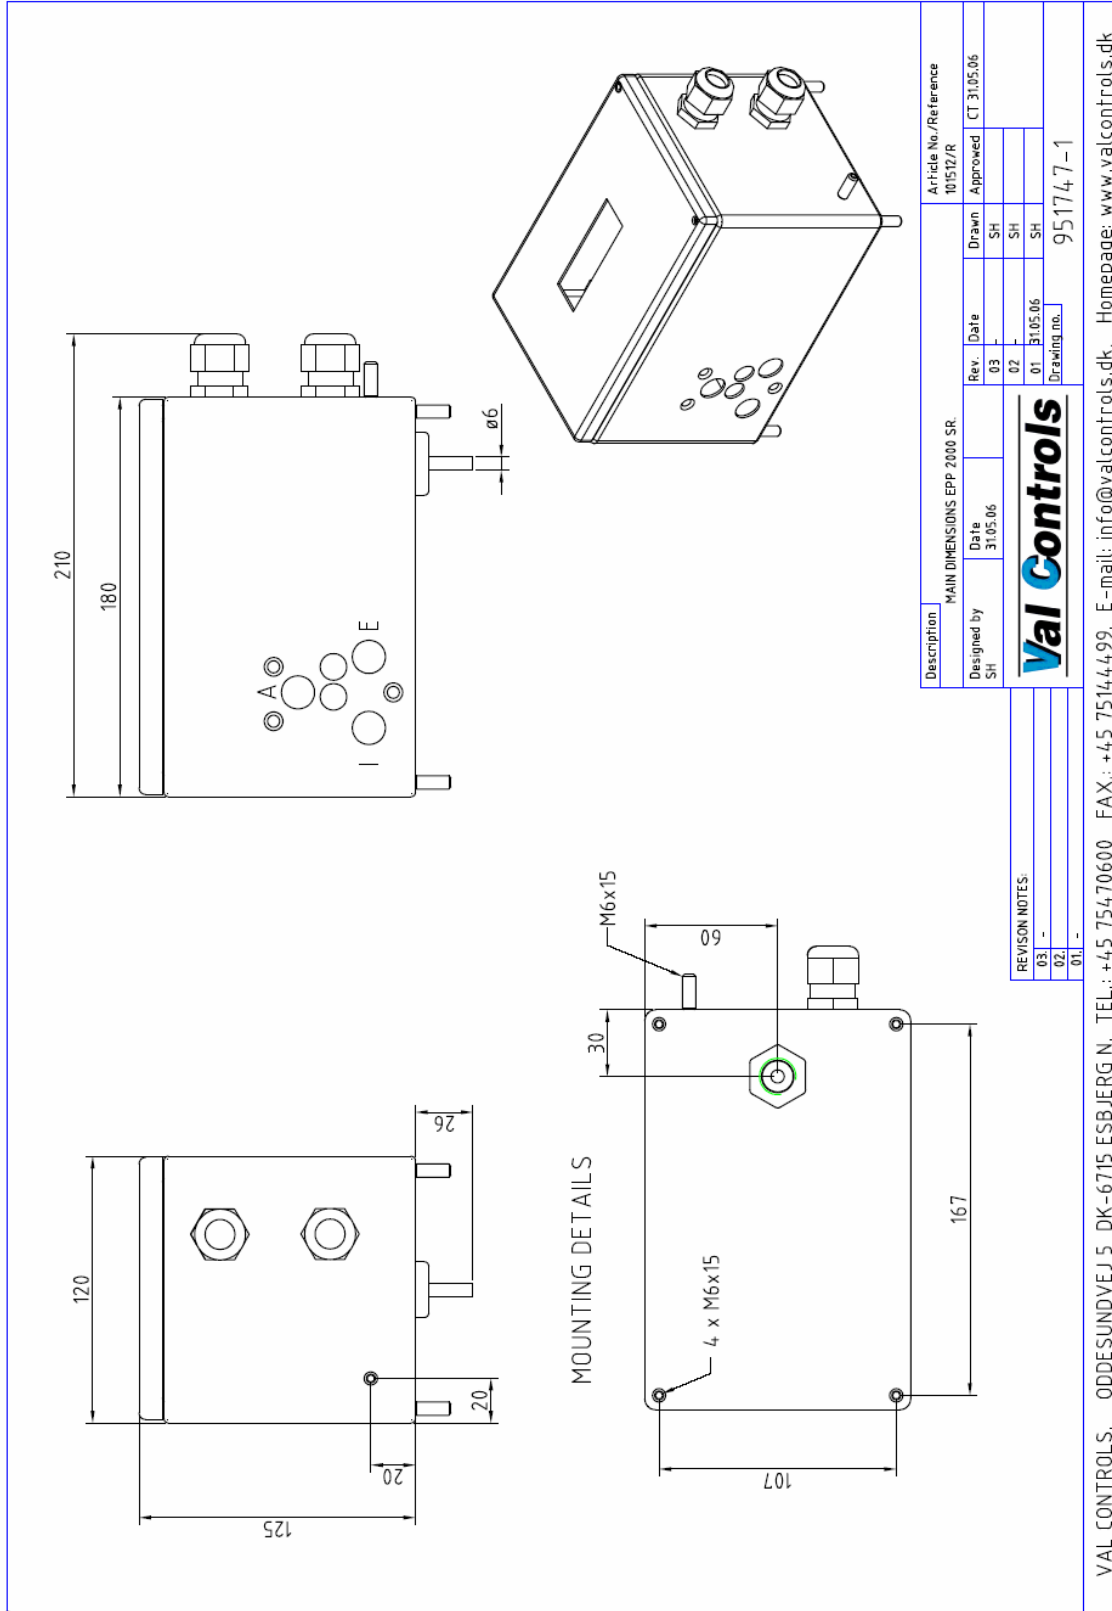 210
180
A
I
E
ø6
120
26
20
20
125
MOUNTING DETAILS
4 x M6x15
M6x15
60
30
167
107
REVISON NOTES:
03. -
02.
01. -
Description
MAIN DIMENSIONS EPP 2000 SR.
Article No./Reference
101512/R
Designed by
SH
Date
31.05.06
Rev. Date Drawn Approwed CT 31.05.06
03 - SH
02 - SH
01 31.05.06 SH
Drawing no.
951747-1
Val Controls
VAL CONTROLS, ODDESUNDVEJ 5 DK-6715 ESBJERG N, TEL.: +45 75470600 FAX.: +45 75144499, E-mail: info@valcontrols.dk, Homepage: www.valcontrols.dk